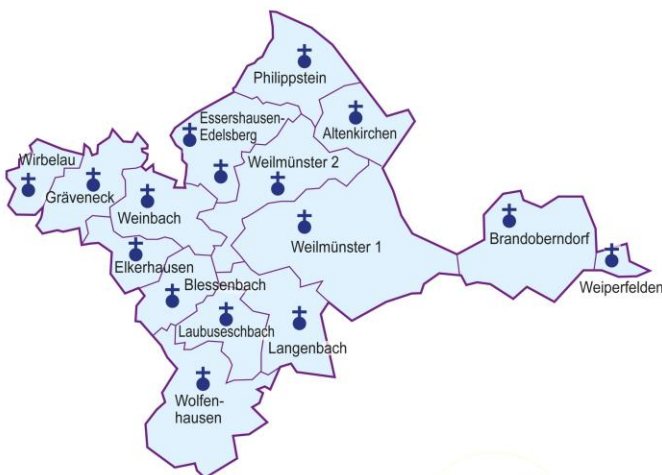 Philippstein
Essershausen-
Edelsberg
Altenkirchen
Wirbelau
Weilmünster 2
Gräveneck
Weinbach
Weilmünster 1
Brandoberndorf
Elkerhausen
Blessenbach
Weiperfelden
Laubuseschbach
Langenbach
Wolfen-
hausen